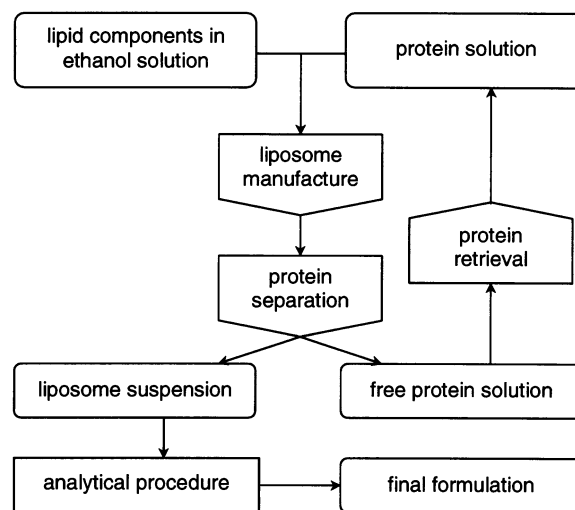 lipid components in
ethanol solution
protein solution
liposome
manufacture
protein
retrieval
protein
separation
liposome suspension
free protein solution
analytical procedure
final formulation